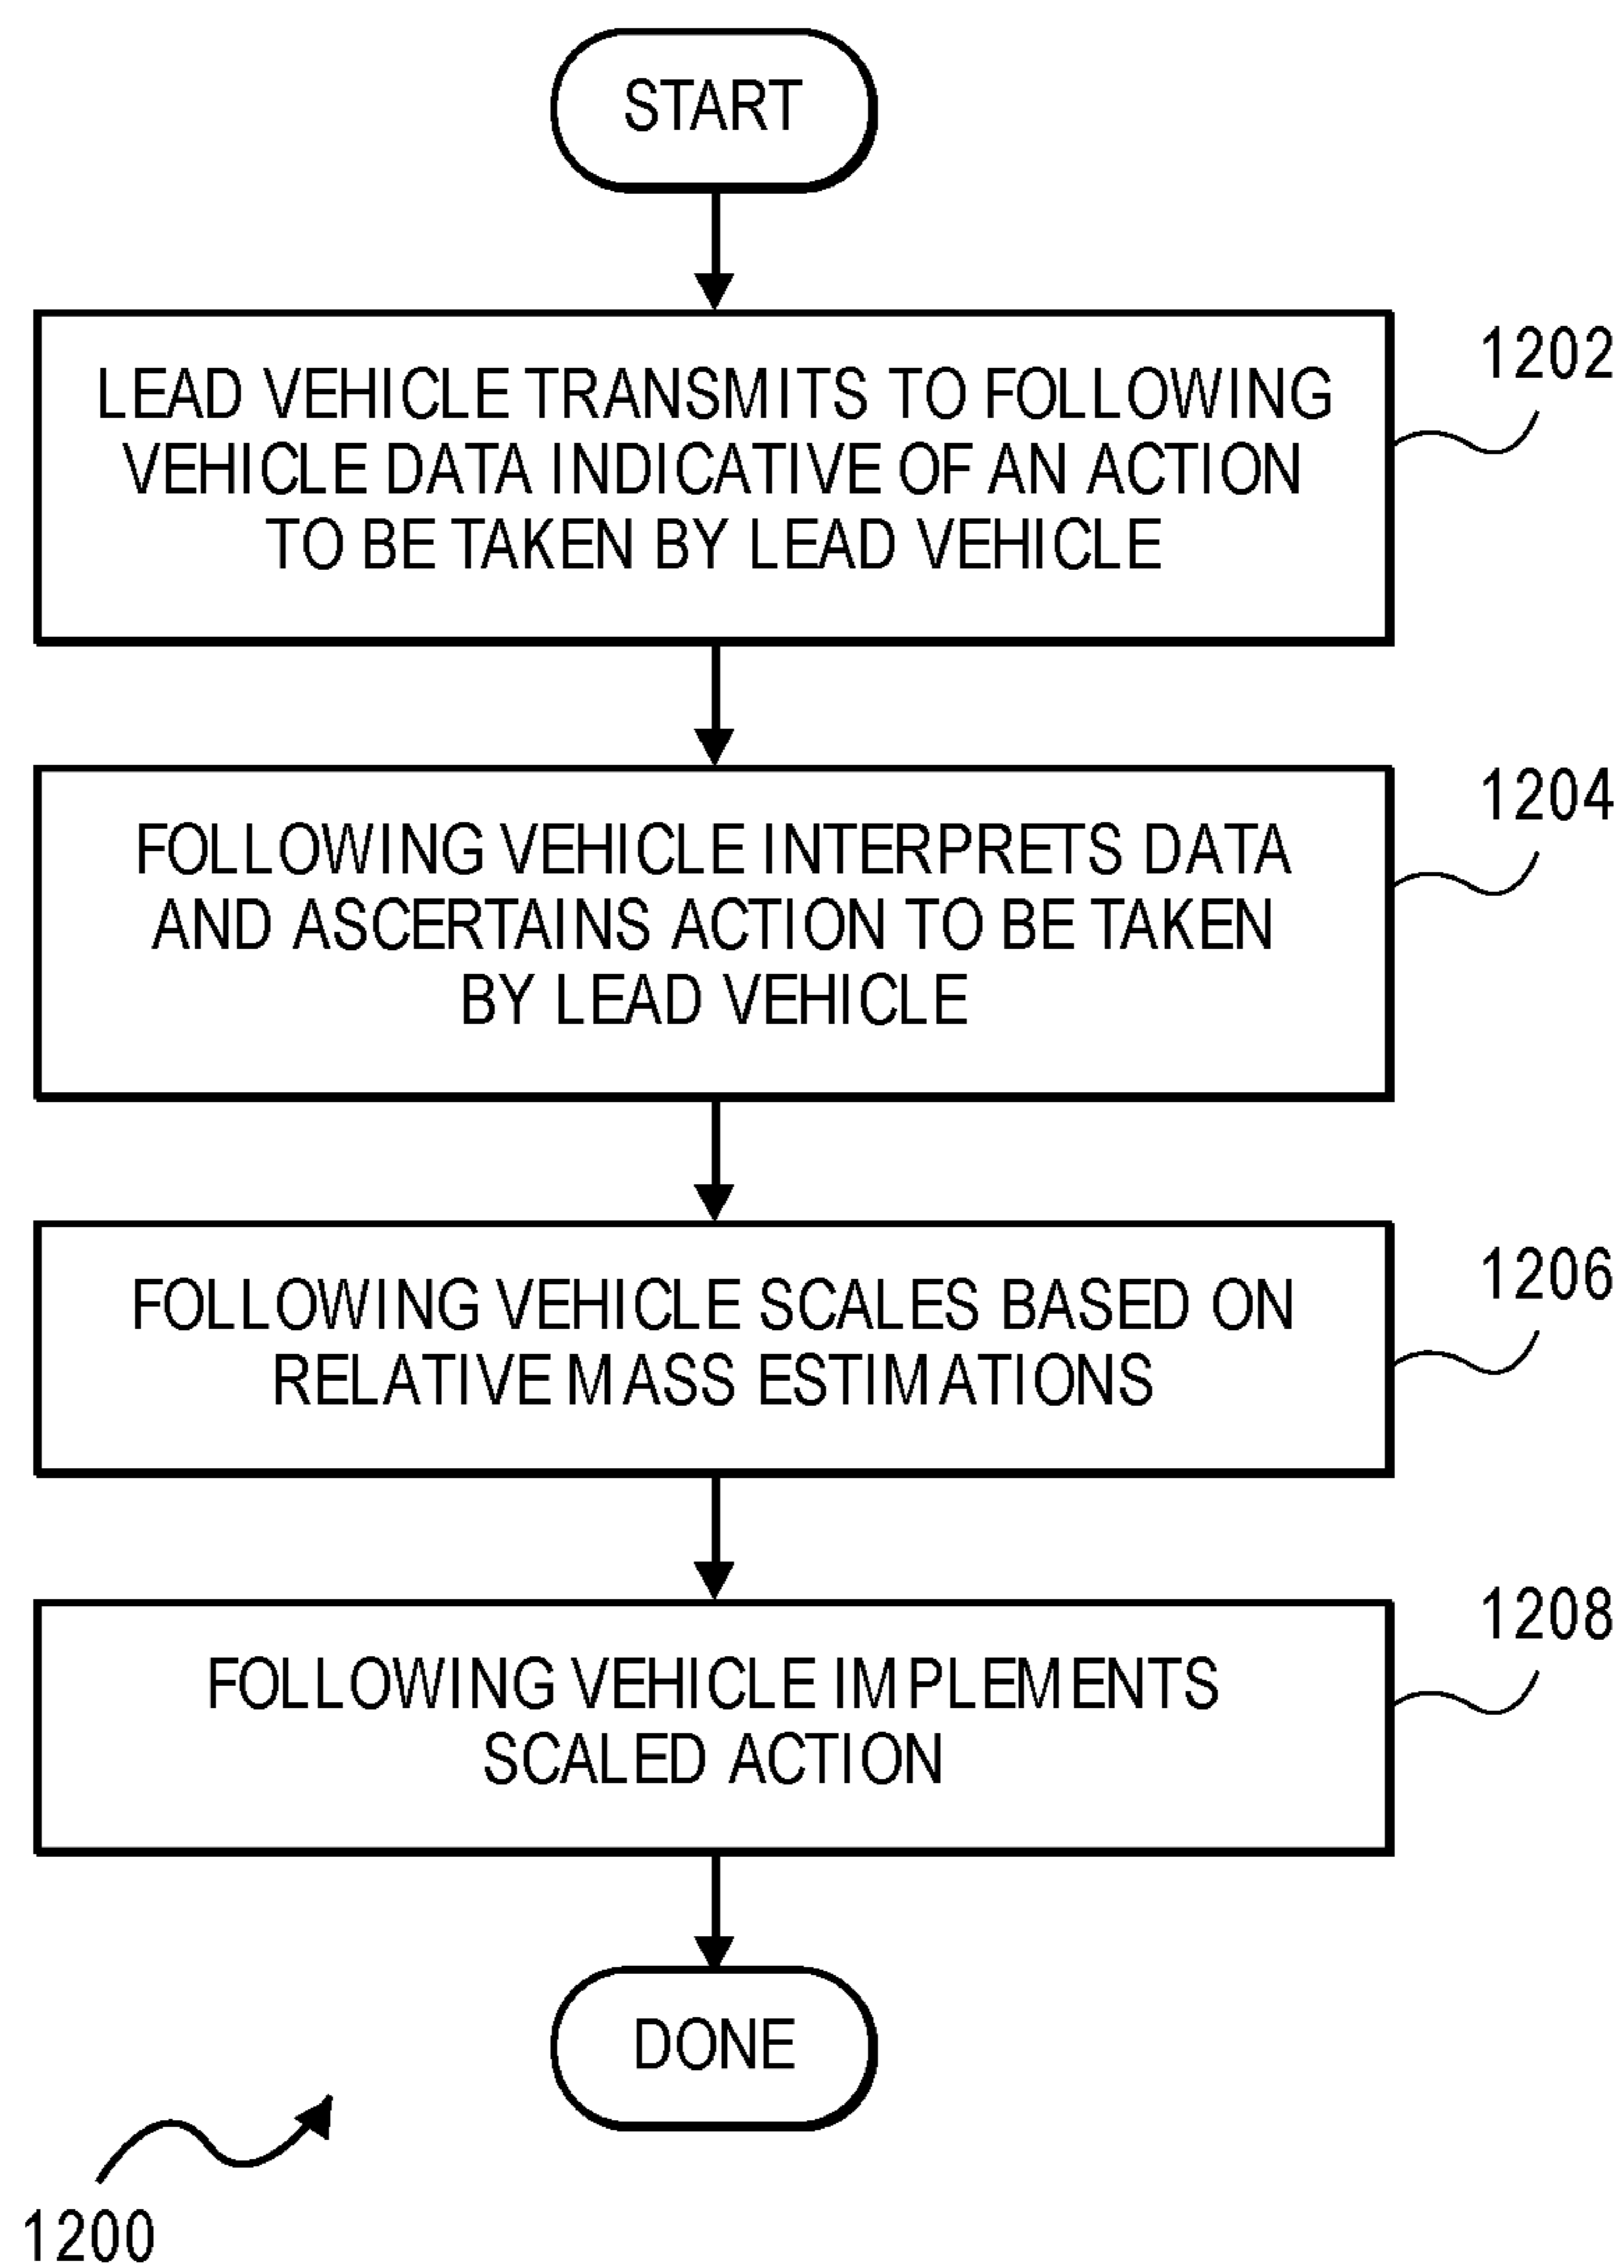 START
LEAD VEHICLE TRANSMITS TO FOLLOWING
VEHICLE DATA INDICATIVE OF AN ACTION
TO BE TAKEN BY LEAD VEHICLE
1202
FOLLOWING VEHICLE INTERPRETS DATA
AND ASCERTAINS ACTION TO BE TAKEN
BY LEAD VEHICLE
1204
FOLLOWING VEHICLE SCALES BASED ON
RELATIVE MASS ESTIMATIONS
1206
FOLLOWING VEHICLE IMPLEMENTS
SCALED ACTION
1208
DONE
1200